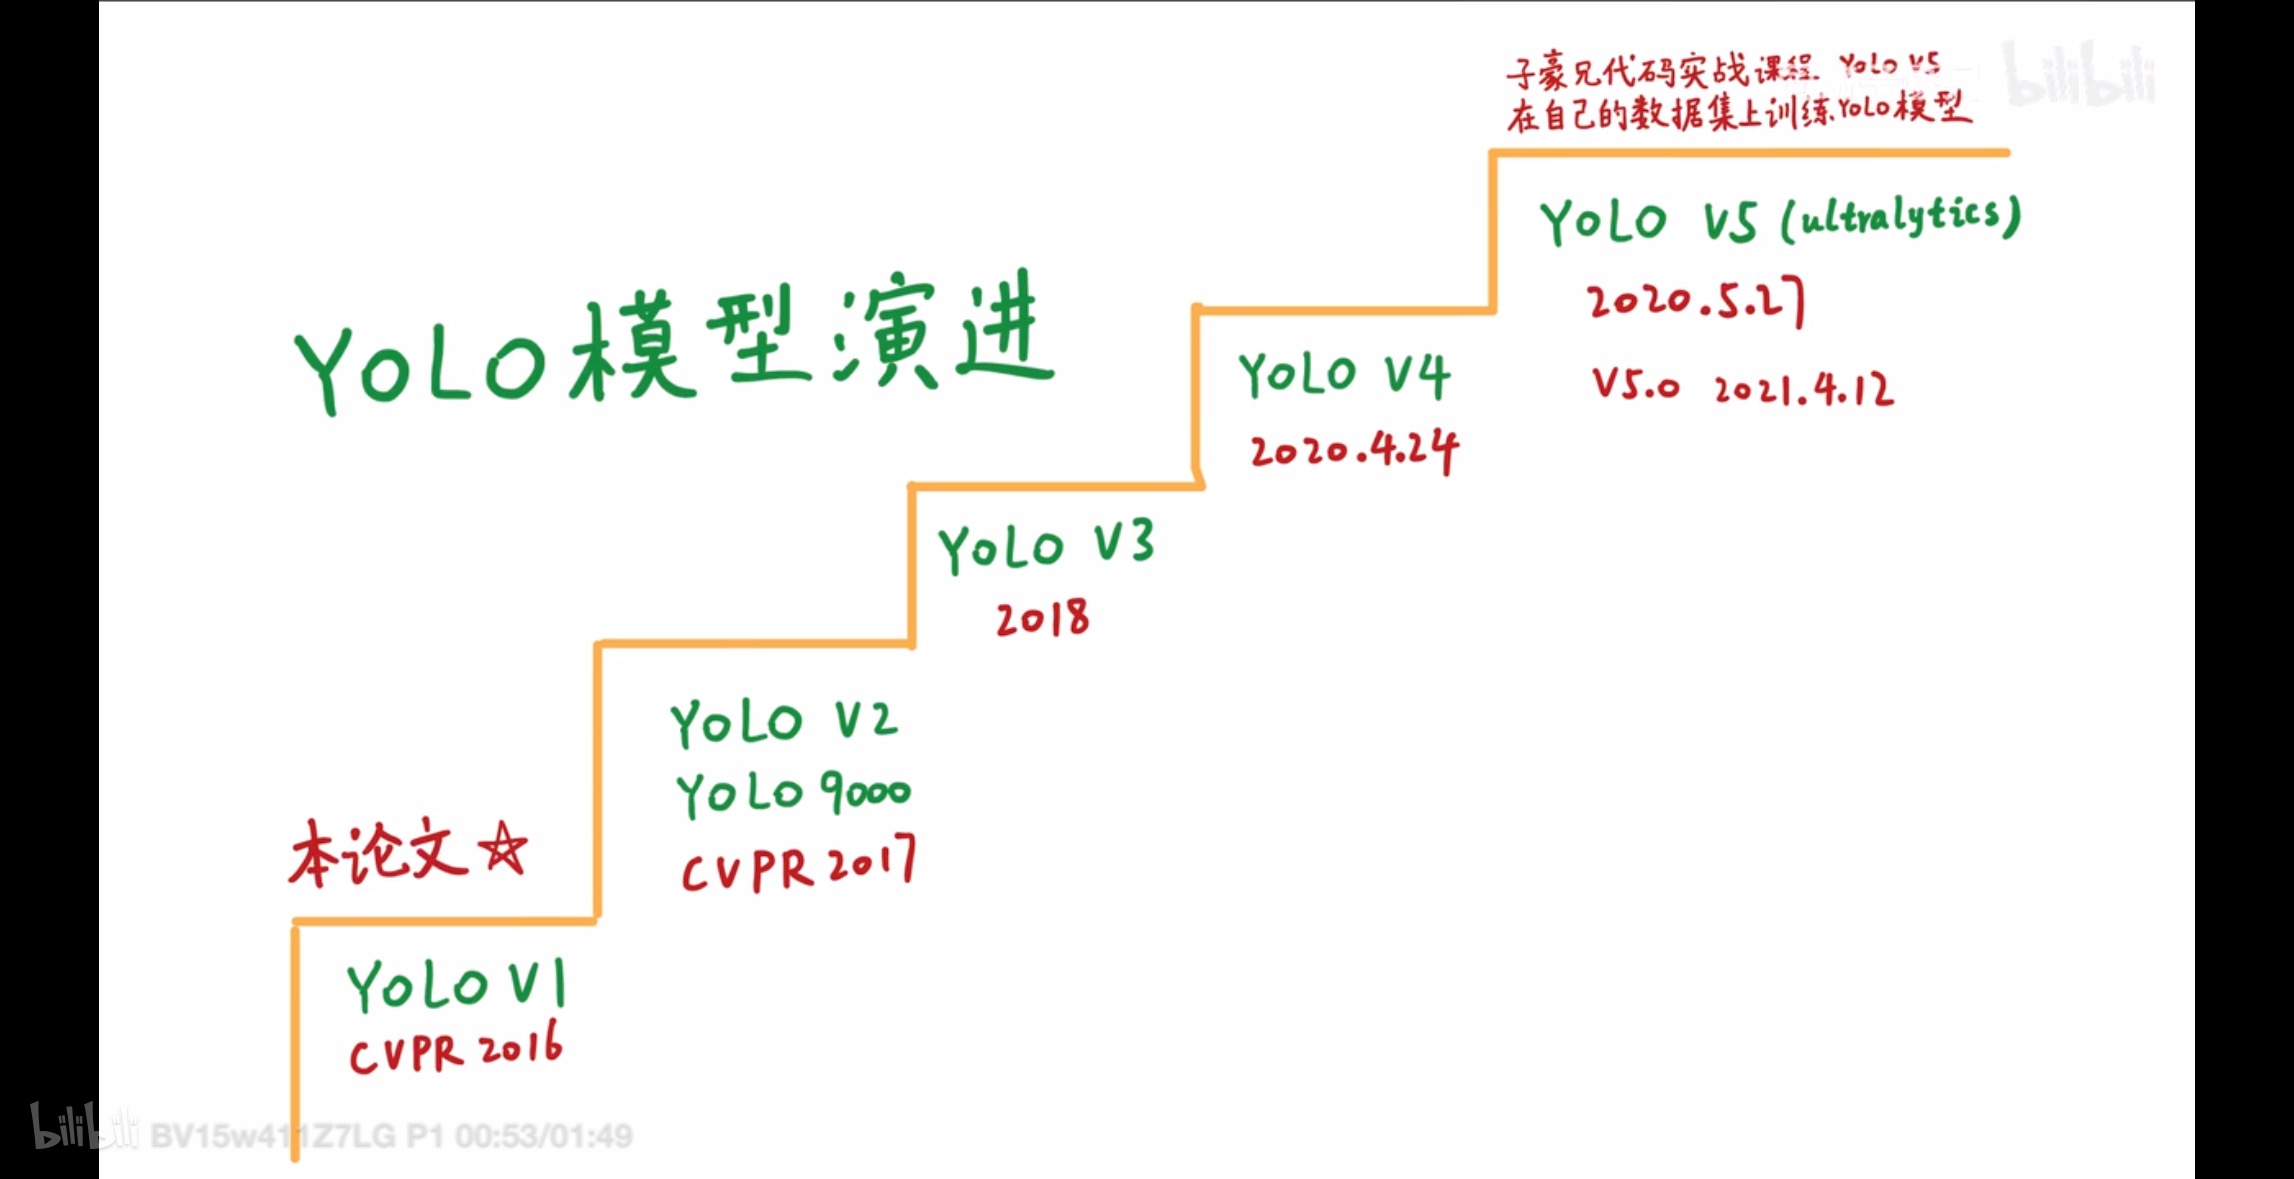 子豪兄代码实战课程 YOLO V5
在自己的数据集上训练YOLO模型
bilibili
YOLO模型演进
YOLO V5 (ultralytics)
2020.5.27
V5.0 2021.4.12
YOLO V4
2020.4.24
YOLO V3
2018
YOLO V2
YOLO 9000
CVPR 2017
本论文☆
YOLO V1
CVPR 2016
bilibili BV15w411Z7LG P1 00:53/01:49